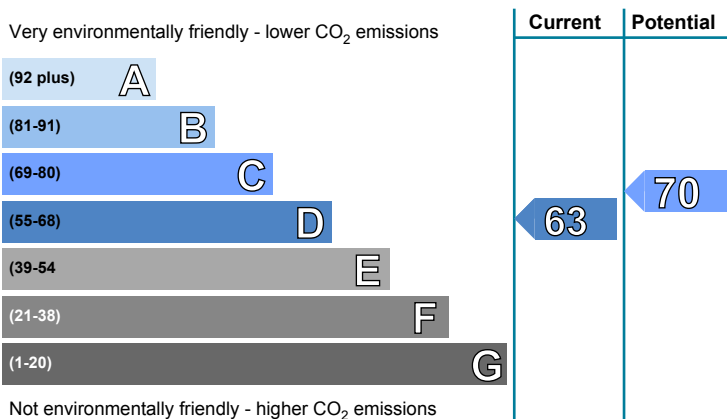 Very environmentally friendly - lower CO2 emissions
Current
Potential
(92 plus) A
(81-91) B
(69-80) C
70
(55-68) D
63
(39-54 E
(21-38) F
(1-20) G
Not environmentally friendly - higher CO2 emissions